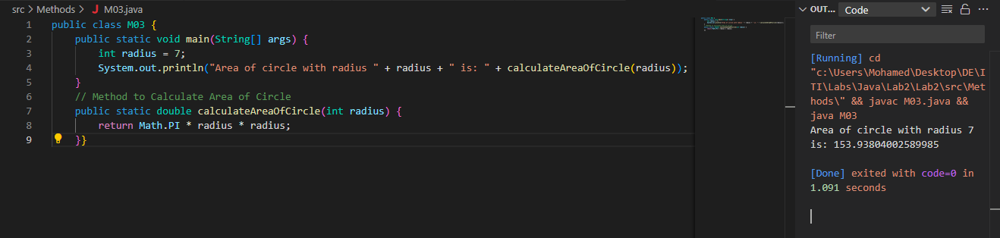 src > Methods > J M03.java
1 public class M03 {
2     public static void main(String[] args) {
3         int radius = 7;
4         System.out.println("Area of circle with radius " + radius + " is: " + calculateAreaOfCircle(radius));
5     }
6     // Method to Calculate Area of Circle
7     public static double calculateAreaOfCircle(int radius) {
8         return Math.PI * radius * radius;
9     }}
OUT... Code
Filter
[Running] cd
"c:\Users\Mohamed\Desktop\DE\I
TI\Labs\Java\Lab2\Lab2\src\Met
hods\" && javac M03.java &&
java M03
Area of circle with radius 7
is: 153.93804002589985
[Done] exited with code=0 in
1.091 seconds